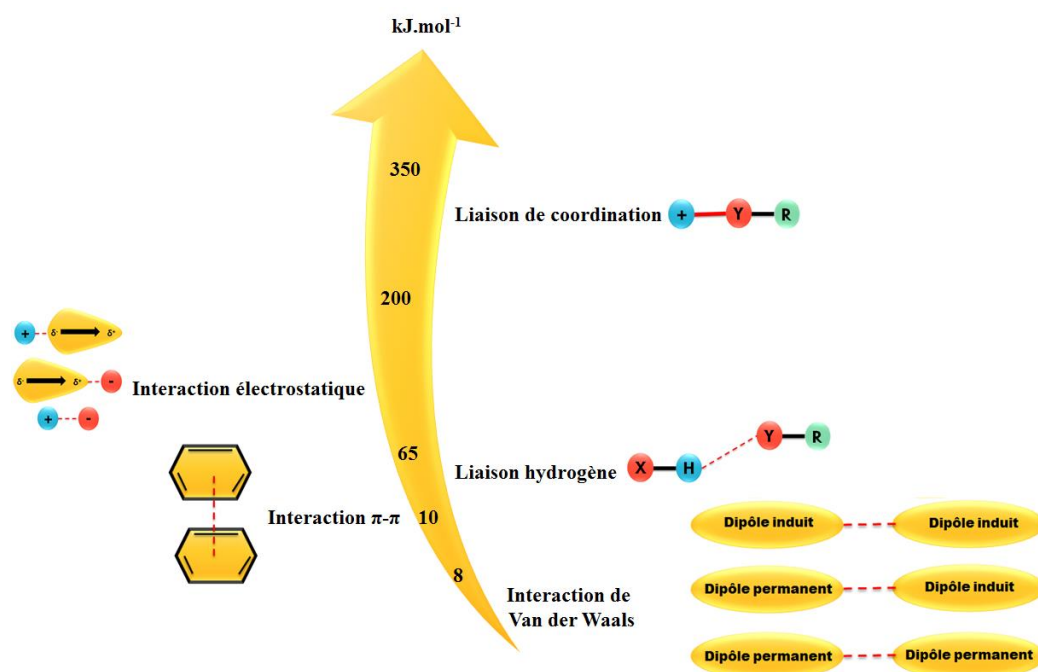 kJ.mol-1
350
Liaison de coordination + Y R
200
+ δ- δ+
δ- δ+ -
Interaction électrostatique
+ -
65
Liaison hydrogène X H Y R
Interaction π-π 10
Dipôle induit Dipôle induit
8
Dipôle permanent Dipôle induit
Interaction de
Van der Waals
Dipôle permanent Dipôle permanent